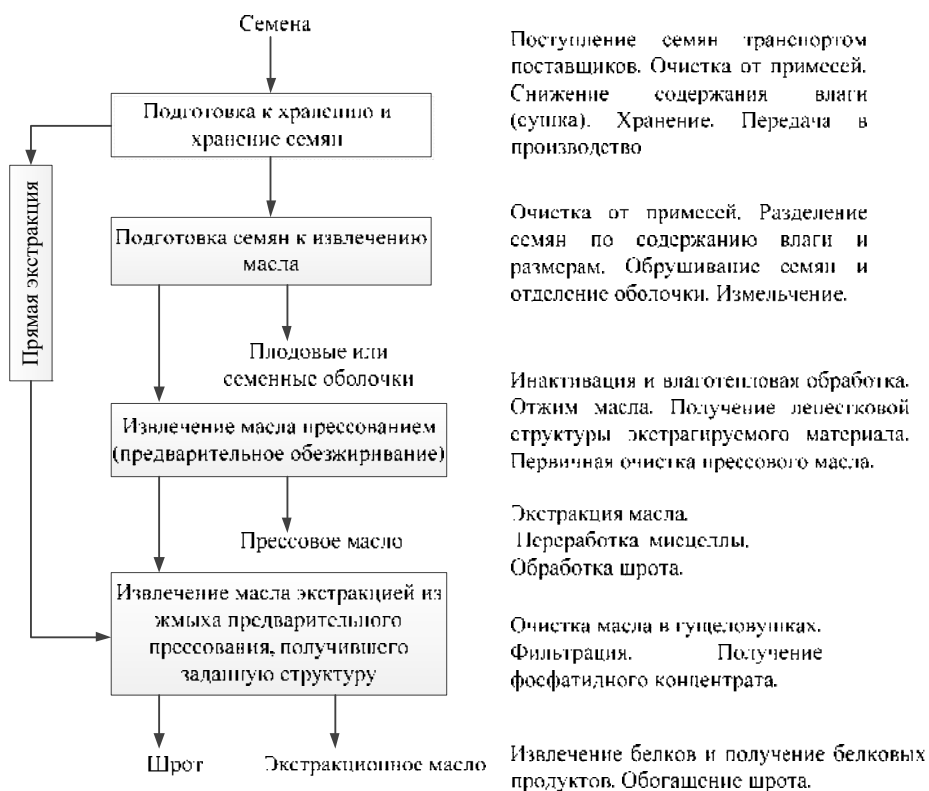 Семена
Подготовка к хранению и
хранение семян
Прямая экстракция
Подготовка семян к извлечению
масла
Плодовые или
семенные оболочки
Извлечение масла прессованием
(предварительное обезжиривание)
Прессовое масло
Извлечение масла экстракцией из
жмыха предварительного
прессования, получившего
заданную структуру
Шрот
Экстракционное масло
Поступление семян транспортом
поставщиков. Очистка от примесей.
Снижение содержания влаги
(сушка). Хранение. Передача в
производство
Очистка от примесей. Разделение
семян по содержанию влаги и
размерам. Обрушивание семян и
отделение оболочки. Измельчение.
Инактивация и влаготепловая обработка.
Отжим масла. Получение лепестковой
структуры экстрагируемого материала.
Первичная очистка прессового масла.
Экстракция масла.
Переработка мисцеллы.
Обработка шрота.
Очистка масла в гущеловушках.
Фильтрация. Получение
фосфатидного концентрата.
Извлечение белков и получение белковых
продуктов. Обогащение шрота.